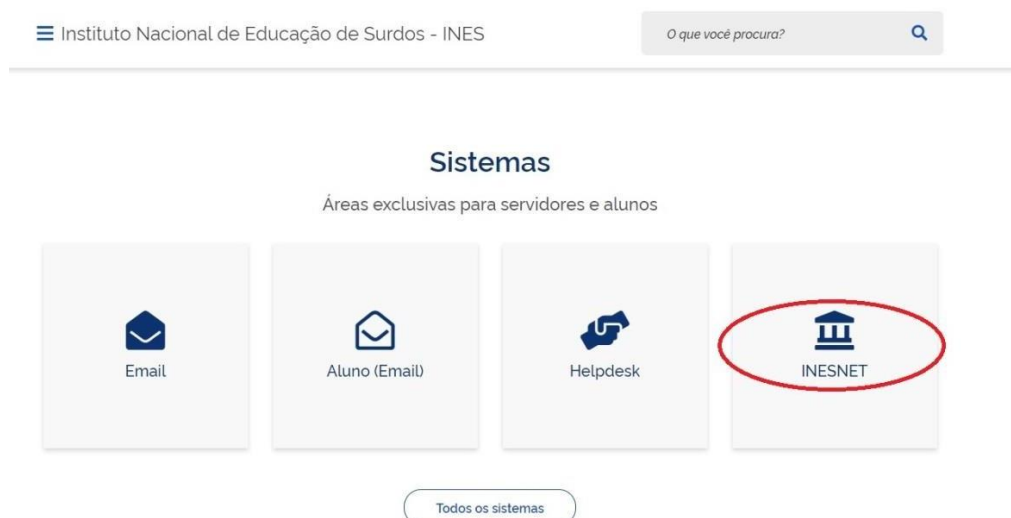 Instituto Nacional de Educação de Surdos - INES
O que você procura?
Sistemas
Áreas exclusivas para servidores e alunos
Email
Aluno (Email)
Helpdesk
INESNET
Todos os sistemas